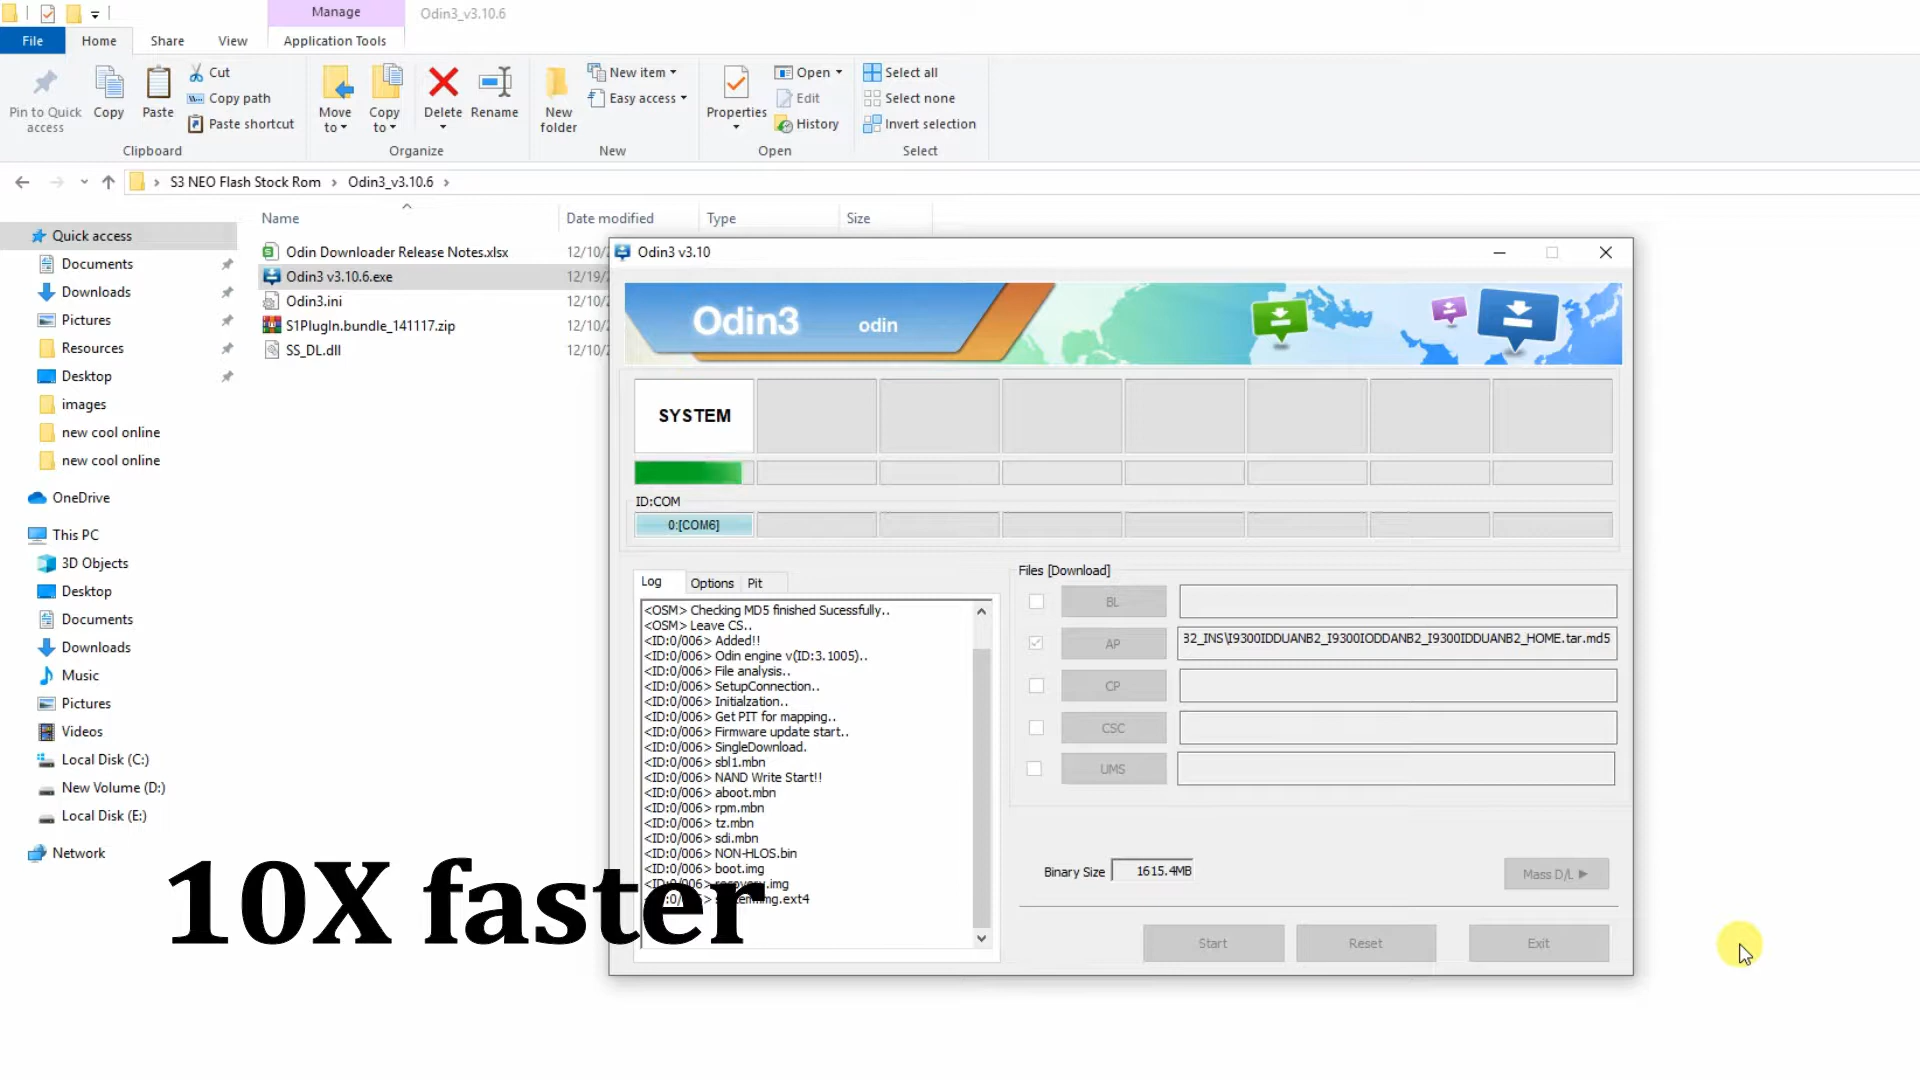 Manage
Odin3_v3.10.6
File
Home
Share
View
Application Tools
Pin to Quick access
Copy
Paste
Cut
Copy path
Paste shortcut
Clipboard
Move to
Copy to
Delete
Rename
Organize
New folder
New item
Easy access
New
Properties
Open
Edit
History
Open
Select all
Select none
Invert selection
Select
S3 NEO Flash Stock Rom
Odin3_v3.10.6
Name
Date modified
Type
Size
Quick access
Documents
Downloads
Pictures
Resources
Desktop
images
new cool online
new cool online
OneDrive
This PC
3D Objects
Desktop
Documents
Downloads
Music
Pictures
Videos
Local Disk (C:)
New Volume (D:)
Local Disk (E:)
Network
Odin Downloader Release Notes.xlsx
12/10/
Odin3 v3.10.6.exe
12/19/
Odin3.ini
12/10/
S1PlugIn.bundle_141117.zip
12/10/
SS_DL.dll
12/10/
Odin3 v3.10
Odin3
odin
SYSTEM
ID:COM
0:[COM6]
Log
Options
Pit
<OSM> Checking MD5 finished Sucessfully..
<OSM> Leave CS..
<ID:0/006> Added!!
<ID:0/006> Odin engine v(ID:3.1005)..
<ID:0/006> File analysis..
<ID:0/006> SetupConnection..
<ID:0/006> Initialzation..
<ID:0/006> Get PIT for mapping..
<ID:0/006> Firmware update start..
<ID:0/006> SingleDownload.
<ID:0/006> sbl1.mbn
<ID:0/006> NAND Write Start!!
<ID:0/006> aboot.mbn
<ID:0/006> rpm.mbn
<ID:0/006> tz.mbn
<ID:0/006> sdi.mbn
<ID:0/006> NON-HLOS.bin
<ID:0/006> boot.img
Files [Download]
BL
AP
32_INS\I9300IDDUANB2_I9300IODDANB2_I9300IDDUANB2_HOME.tar.md5
CP
CSC
UMS
Binary Size
1615.4MB
Mass D/L
Start
Reset
Exit
10X faster